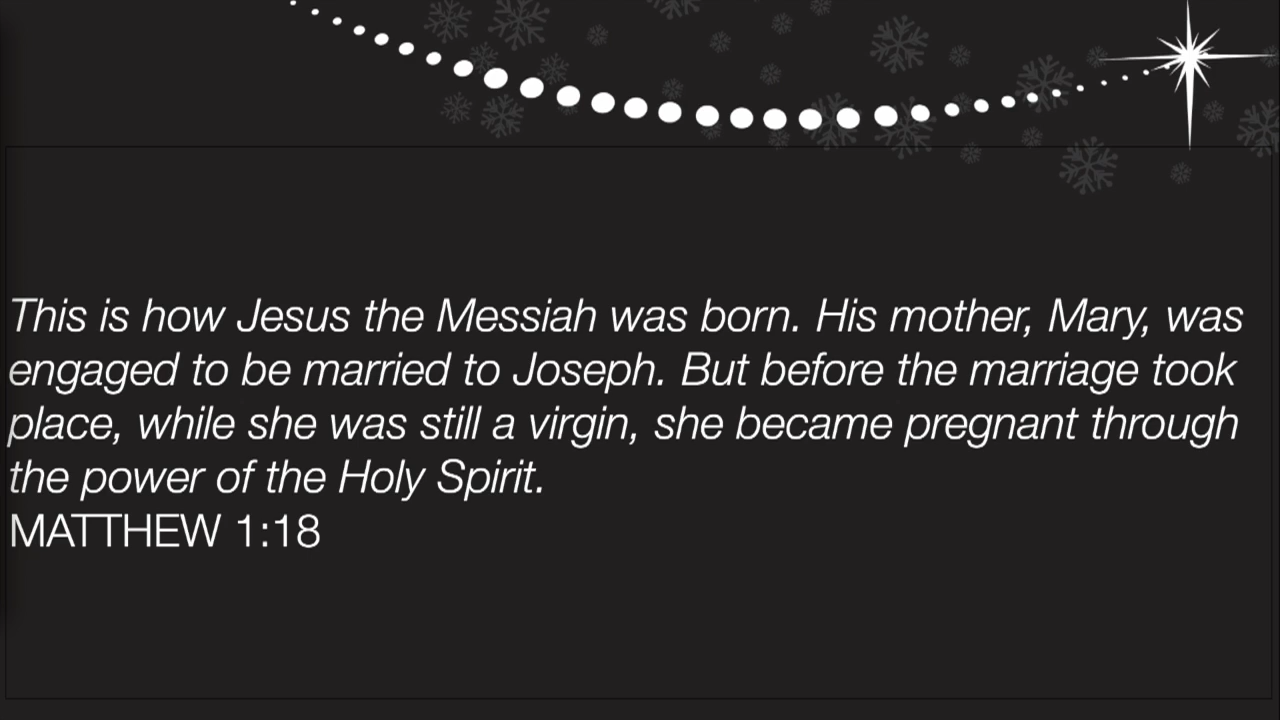 This is how Jesus the Messiah was born. His mother, Mary, was
engaged to be married to Joseph. But before the marriage took
place, while she was still a virgin, she became pregnant through
the power of the Holy Spirit.
MATTHEW 1:18